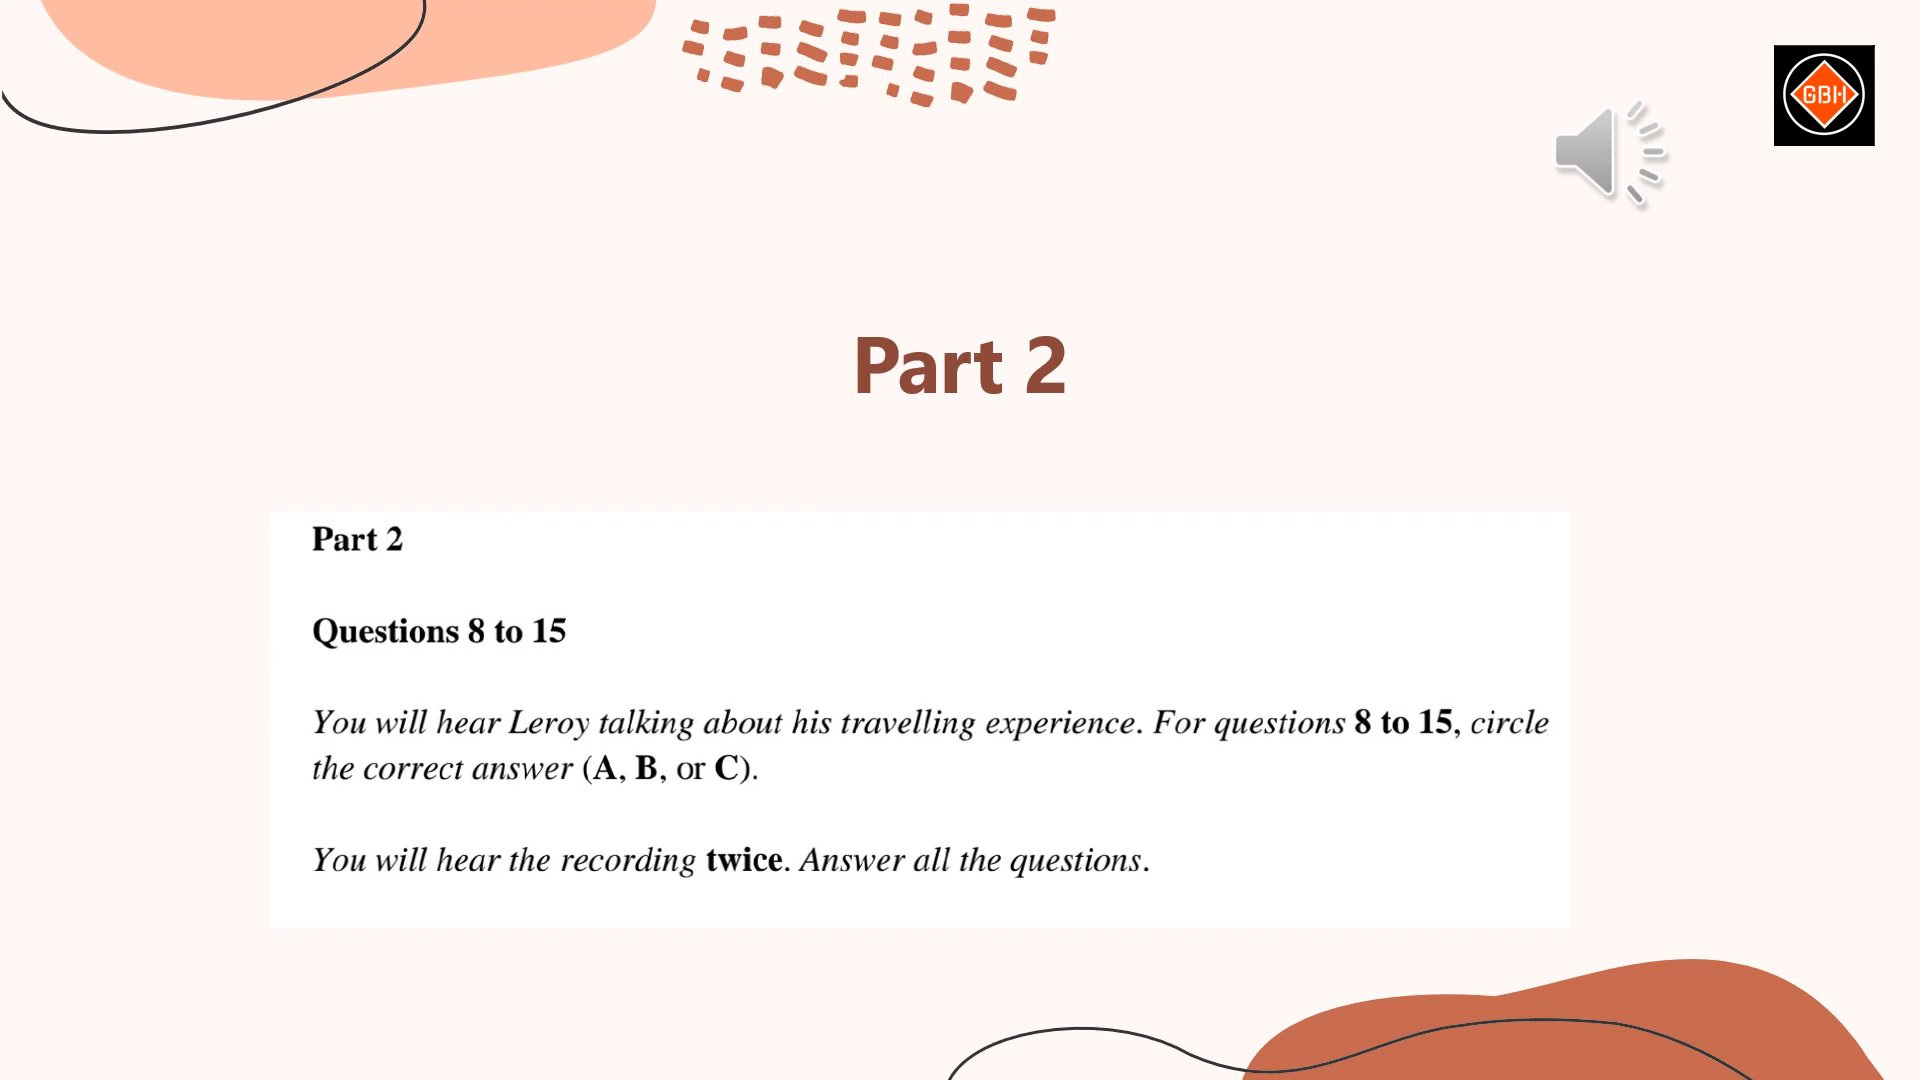 GBH
Part 2
Part 2
Questions 8 to 15
You will hear Leroy talking about his travelling experience. For questions 8 to 15, circle
the correct answer (A, B, or C).
You will hear the recording twice. Answer all the questions.